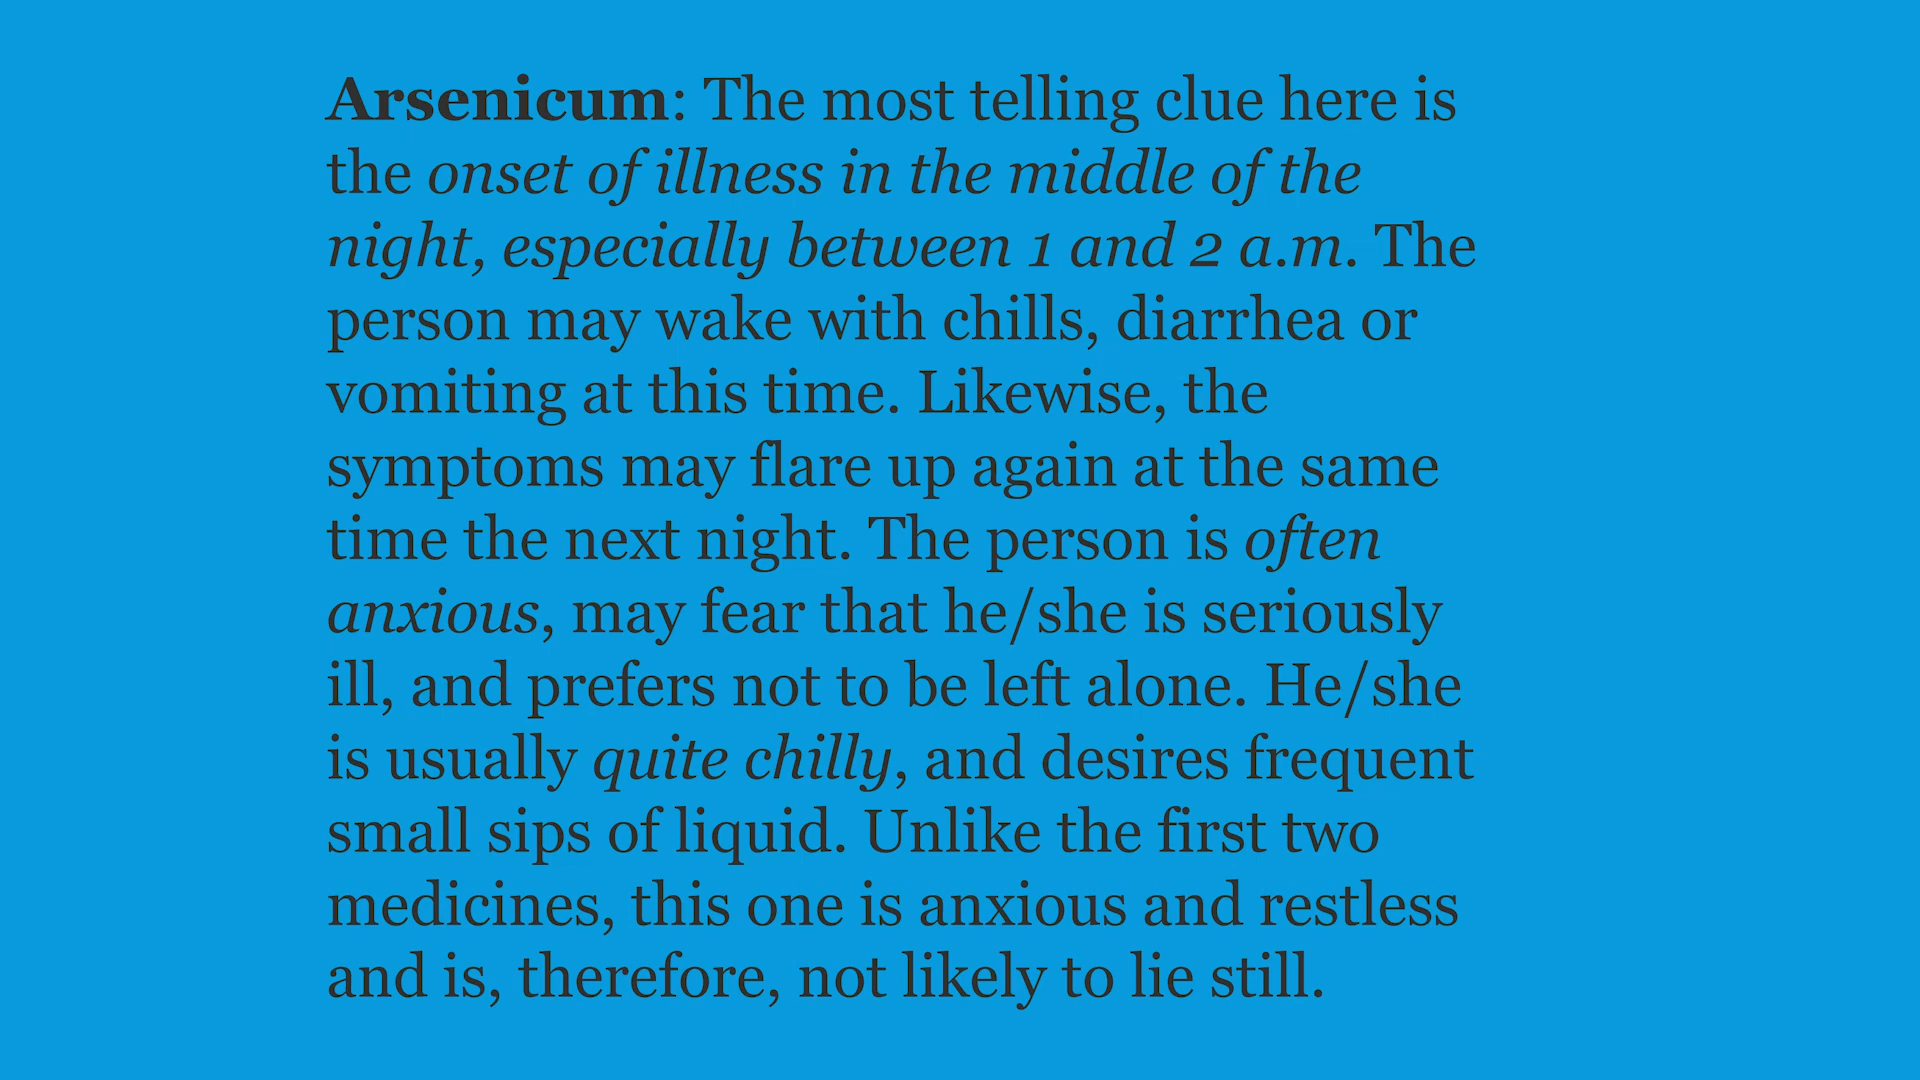 Arsenicum: The most telling clue here is
the onset of illness in the middle of the
night, especially between 1 and 2 a.m. The
person may wake with chills, diarrhea or
vomiting at this time. Likewise, the
symptoms may flare up again at the same
time the next night. The person is often
anxious, may fear that he/she is seriously
ill, and prefers not to be left alone. He/she
is usually quite chilly, and desires frequent
small sips of liquid. Unlike the first two
medicines, this one is anxious and restless
and is, therefore, not likely to lie still.